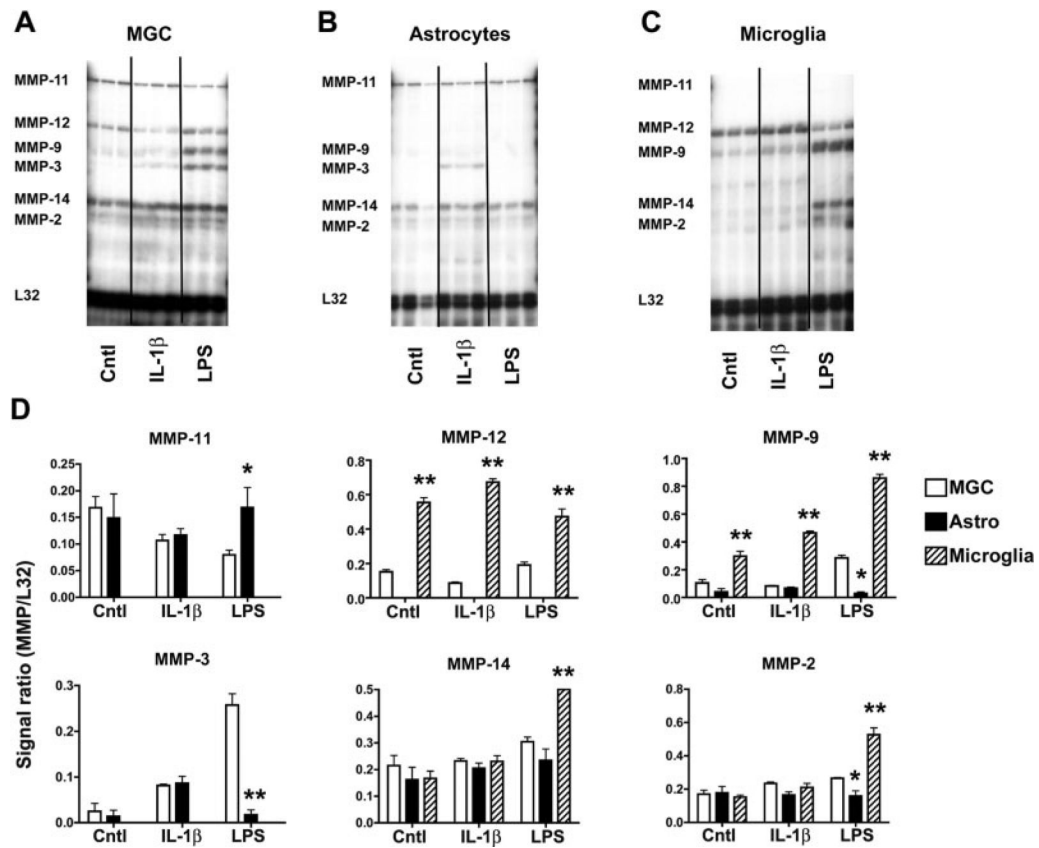 A
MGC
MMP-11
MMP-12
MMP-9
MMP-3
MMP-14
MMP-2
L32
Cntl
IL-1β
LPS
B
Astrocytes
MMP-11
MMP-9
MMP-3
MMP-14
MMP-2
L32
Cntl
IL-1β
LPS
C
Microglia
MMP-11
MMP-12
MMP-9
MMP-14
MMP-2
L32
Cntl
IL-1β
LPS
D
Signal ratio (MMP/L32)
MMP-11
0.25
0.20
0.15
0.10
0.05
0.00
*
Cntl IL-1β LPS
MMP-12
0.8
0.6
0.4
0.2
0.0
** ** **
Cntl IL-1β LPS
MMP-9
1.0
0.8
0.6
0.4
0.2
0.0
** ** * **
Cntl IL-1β LPS
MGC
Astro
Microglia
MMP-3
0.3
0.2
0.1
0.0
**
Cntl IL-1β LPS
MMP-14
0.5
0.4
0.3
0.2
0.1
0.0
**
Cntl IL-1β LPS
MMP-2
0.8
0.6
0.4
0.2
0.0
* **
Cntl IL-1β LPS